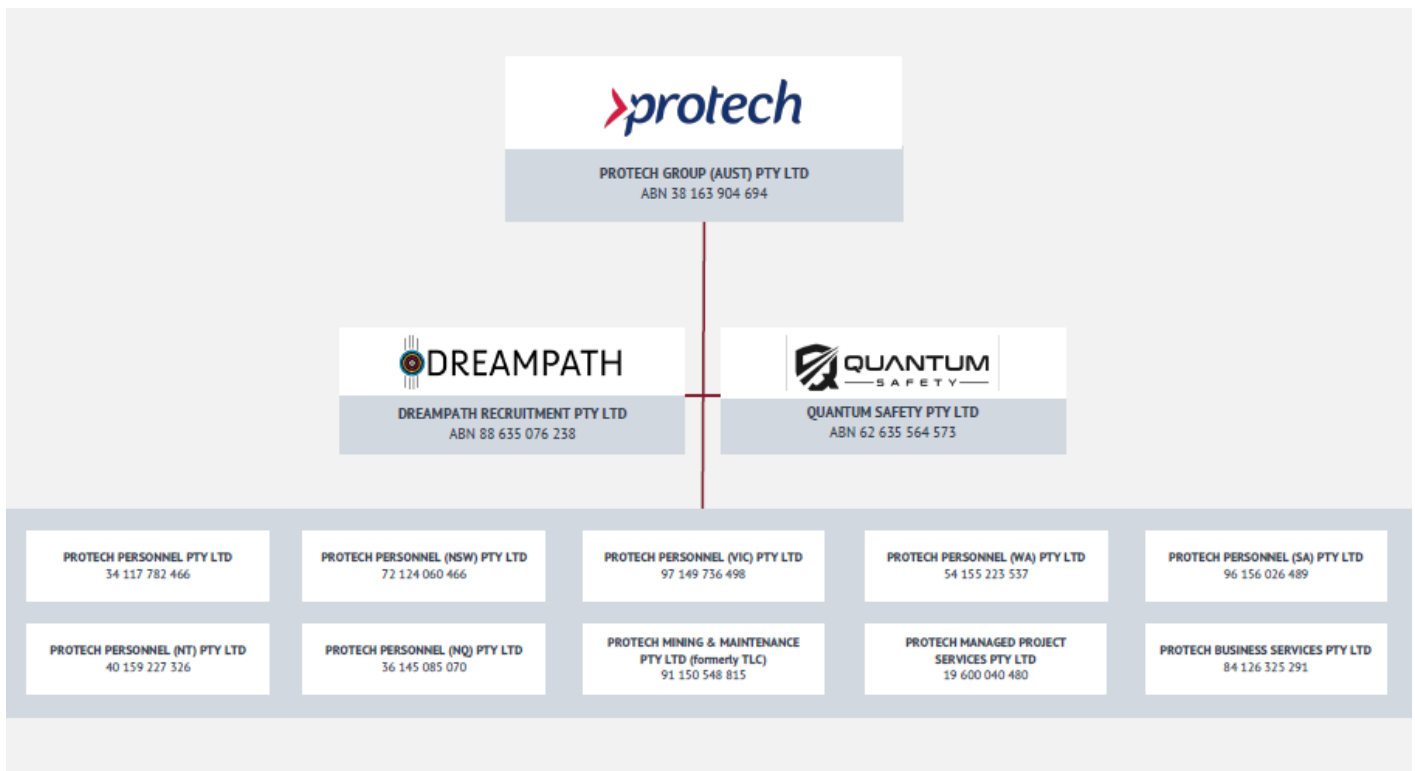 protech
PROTECH GROUP (AUST) PTY LTD
ABN 38 163 904 694
DREAMPATH
DREAMPATH RECRUITMENT PTY LTD
ABN 88 635 076 238
QUANTUM
SAFETY
QUANTUM SAFETY PTY LTD
ABN 62 635 564 573
PROTECH PERSONNEL PTY LTD
34 117 782 466
PROTECH PERSONNEL (NSW) PTY LTD
72 124 060 466
PROTECH PERSONNEL (VIC) PTY LTD
97 149 736 498
PROTECH PERSONNEL (WA) PTY LTD
54 155 223 537
PROTECH PERSONNEL (SA) PTY LTD
96 156 026 489
PROTECH PERSONNEL (NT) PTY LTD
40 159 227 326
PROTECH PERSONNEL (NQ) PTY LTD
36 145 085 070
PROTECH MINING & MAINTENANCE
PTY LTD (formerly TLC)
91 150 548 815
PROTECH MANAGED PROJECT
SERVICES PTY LTD
19 600 040 480
PROTECH BUSINESS SERVICES PTY LTD
84 126 325 291